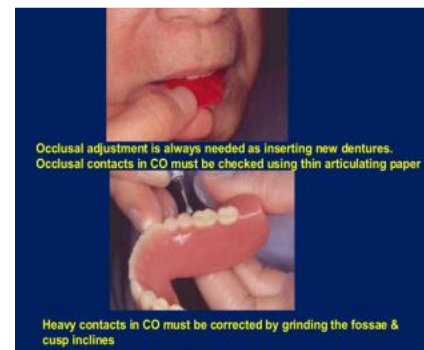 Occlusal adjustment is always needed as inserting new dentures.
Occlusal contacts in CO must be checked using thin articulating paper
Heavy contacts in CO must be corrected by grinding the fossae &
cusp inclines